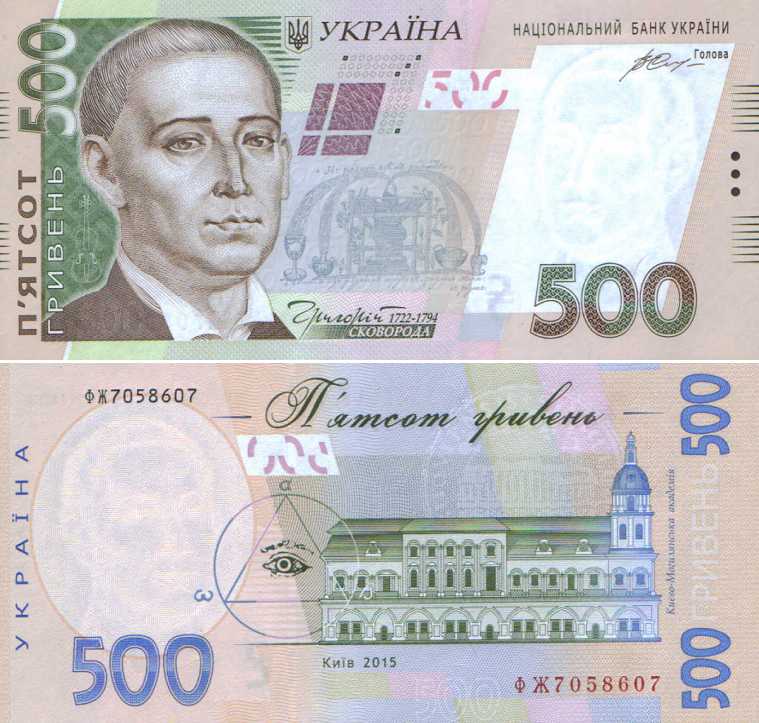 500
П'ЯТСОТ
ГРИВЕНЬ
УКРАЇНА
НАЦІОНАЛЬНИЙ БАНК УКРАЇНИ
Голова
500
Григорій 1722-1794
СКОВОРОДА
500
ФЖ7058607
П'ятсот гривень
500
УКРАЇНА
α
ω
500
Київ 2015
ФЖ7058607
Києво-Могилянська академія
500 ГРИВЕНЬ 500